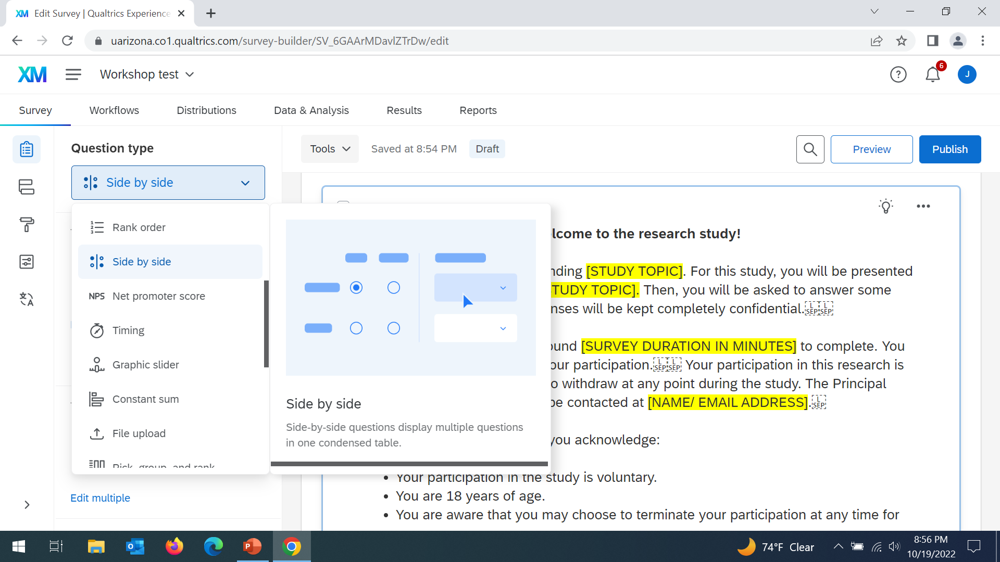 XM Edit Survey | Qualtrics Experience
uarizona.co1.qualtrics.com/survey-builder/SV_6GAArMDavlZTrDw/edit
XM Workshop test 6 J
Survey Workflows Distributions Data & Analysis Results Reports
Question type
Tools Saved at 8:54 PM Draft Preview Publish
Side by side
Rank order
Side by side
NPS Net promoter score
Timing
Graphic slider
Constant sum
File upload
Pick, group, and rank
Side by side
Side-by-side questions display multiple questions
in one condensed table.
Edit multiple
lcome to the research study!
nding [STUDY TOPIC]. For this study, you will be presented
STUDY TOPIC]. Then, you will be asked to answer some
nses will be kept completely confidential.
ound [SURVEY DURATION IN MINUTES] to complete. You
our participation. Your participation in this research is
o withdraw at any point during the study. The Principal
be contacted at [NAME/ EMAIL ADDRESS].
you acknowledge:
• Your participation in the study is voluntary.
• You are 18 years of age.
• You are aware that you may choose to terminate your participation at any time for
74°F Clear
8:56 PM
10/19/2022